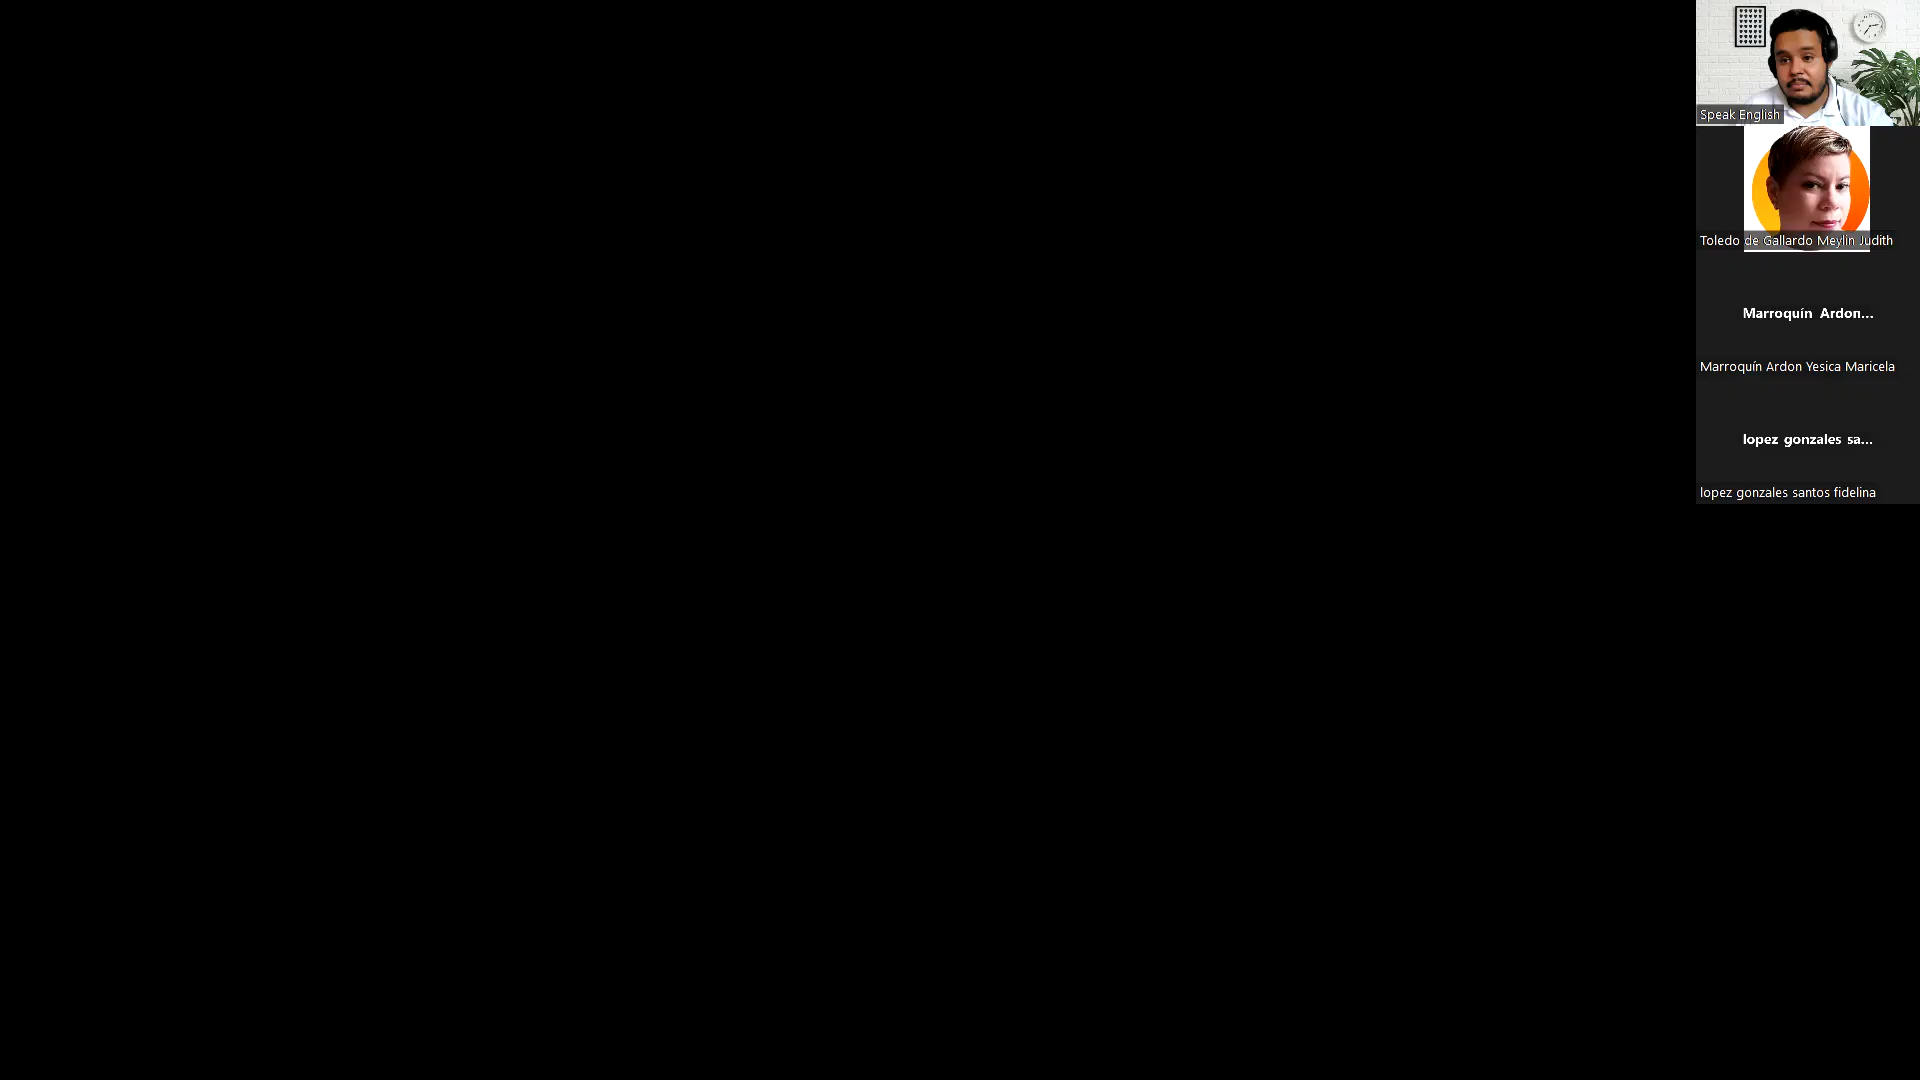 Speak English
Toledo de Gallardo Meylin Judith
Marroquín Ardon...
Marroquín Ardon Yesica Maricela
lopez gonzales sa...
lopez gonzales santos fidelina